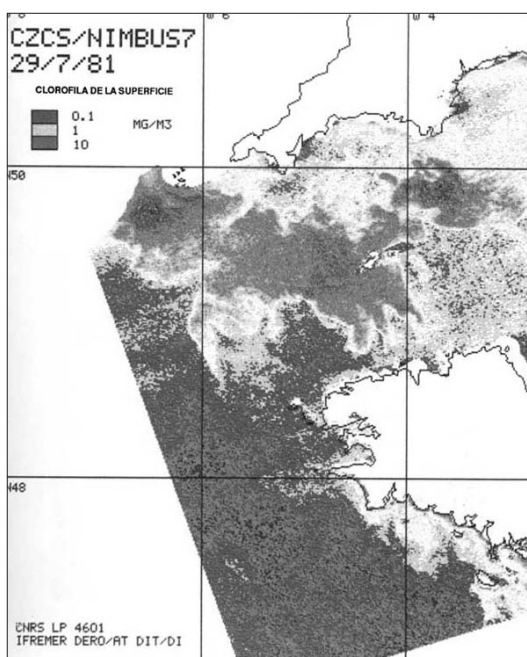 CZCS/NIMBUS7
29/7/81
CLOROFILA DE LA SUPERFICIE
0.1
1 MG/M3
10
W 6
W 4
N50
N48
CNRS LP 4601
IFREMER DERO/AT DIT/DI